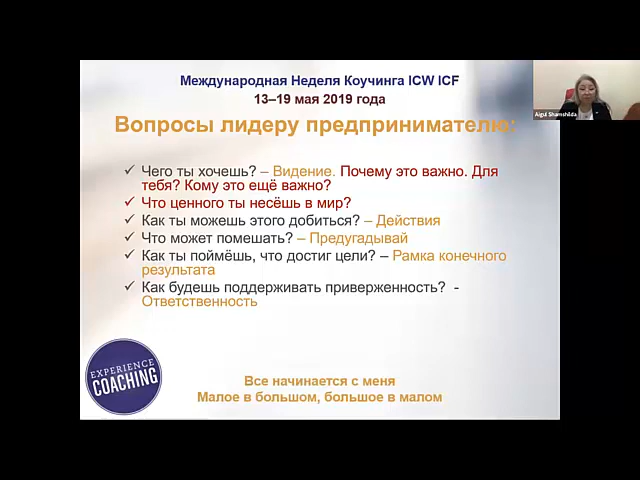 Международная Неделя Коучинга ICW ICF
13–19 мая 2019 года
Вопросы лидеру предпринимателю:
Aigul Shamshilda
✓ Чего ты хочешь? – Видение. Почему это важно. Для
тебя? Кому это ещё важно?
✓ Что ценного ты несёшь в мир?
✓ Как ты можешь этого добиться? – Действия
✓ Что может помешать? – Предугадывай
✓ Как ты поймёшь, что достиг цели? – Рамка конечного
результата
✓ Как будешь поддерживать приверженность? -
Ответственность
EXPERIENCE
COACHING
Все начинается с меня
Малое в большом, большое в малом